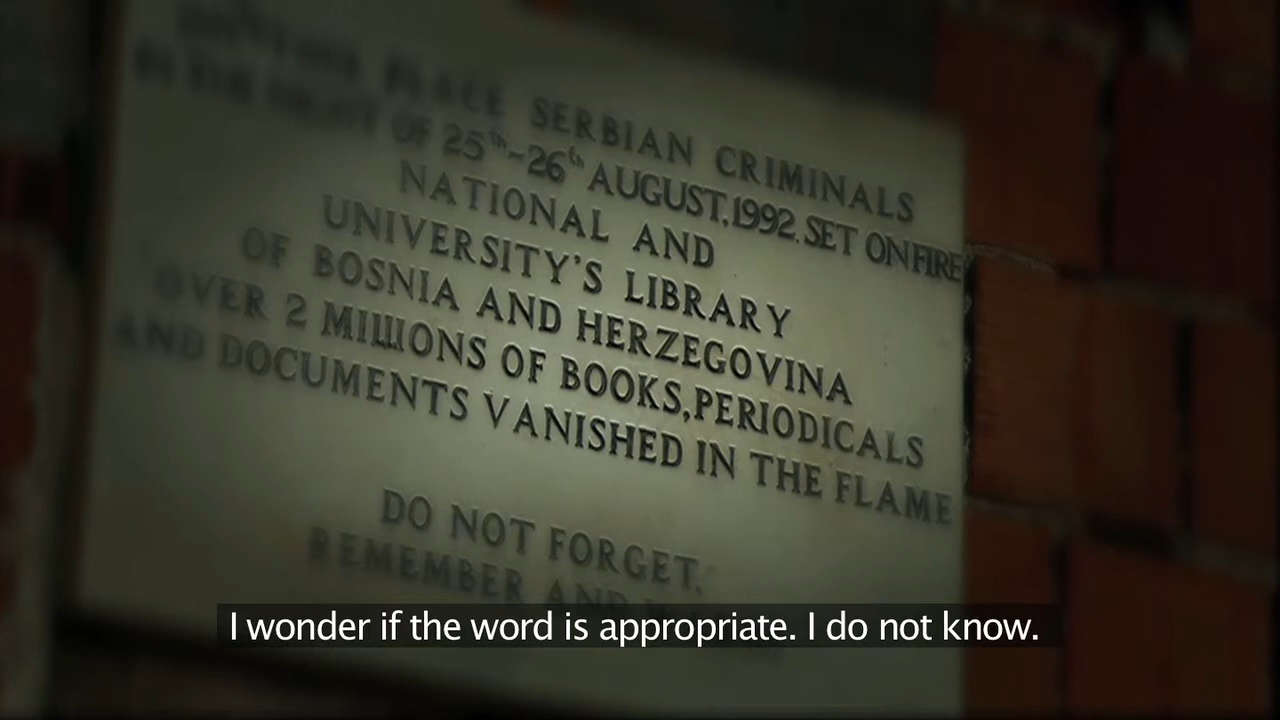 PLACE SERBIAN CRIMINALS
OF 25th-26th AUGUST, 1992. SET ON FIRE
NATIONAL AND
UNIVERSITY'S LIBRARY
OF BOSNIA AND HERZEGOVINA
OVER 2 MILLIONS OF BOOKS, PERIODICALS
AND DOCUMENTS VANISHED IN THE FLAME
DO NOT FORGET,
REMEMBER AND
I wonder if the word is appropriate. I do not know.